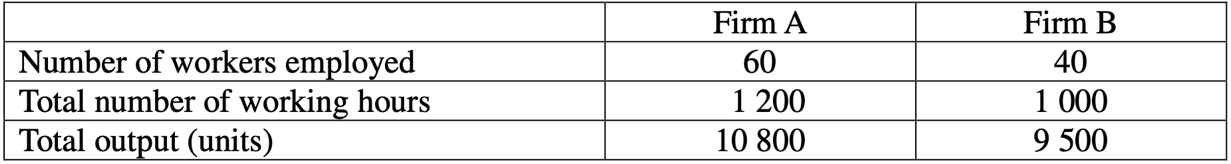 Firm A Firm B
Number of workers employed 60 40
Total number of working hours 1 200 1 000
Total output (units) 10 800 9 500